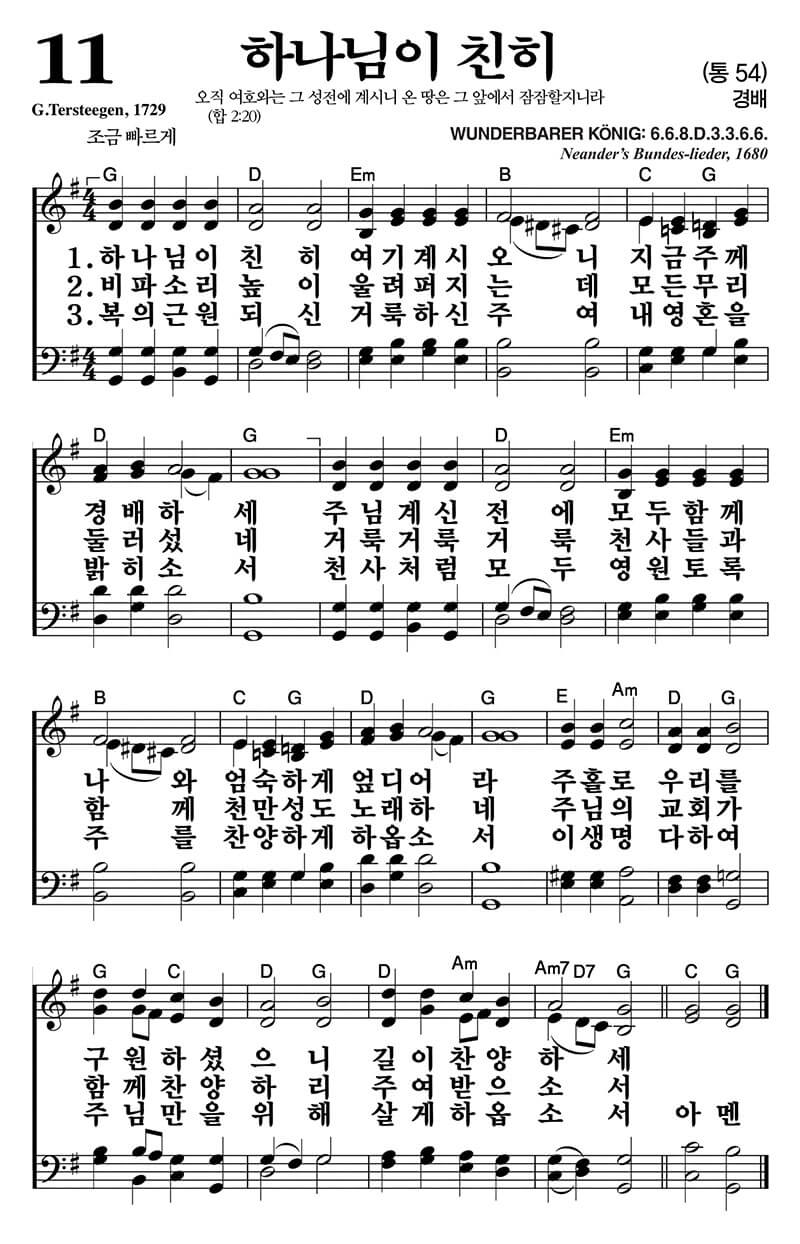 11
하나님이 친히
(통 54)
G.Tersteegen, 1729
오직 여호와는 그 성전에 계시니 온 땅은 그 앞에서 잠잠할지니라
경배
(합 2:20)
조금 빠르게
WUNDERBARER KÖNIG: 6.6.8.D.3.3.6.6.
Neander's Bundes-lieder, 1680
G D Em B C G
4 4
1. 하나님이 친 히 여기계시 오 니 지금주께
2. 비파소리 높 이 울려퍼지 는 데 모든무리
3. 복의근원 되 신 거룩하신 주 여 내영혼을
4 4
D G D Em
경배하 세 주님계신 전 에 모두함께
둘러섰 네 거룩거룩 거 룩 천사들과
밝히소 서 천사처럼 모 두 영원토록
B C G D G E Am D G
나 와 엄숙하게 엎디어 라 주홀로 우리를
함 께 천만성도 노래하 네 주님의 교회가
주 를 찬양하게 하옵소 서 이생명 다하여
G C D G D Am Am7 D7 G C G
구원하셨으니 길이찬양하세
함께찬양하리 주여받으소서
주님만을위해 살게하옵소서 아멘